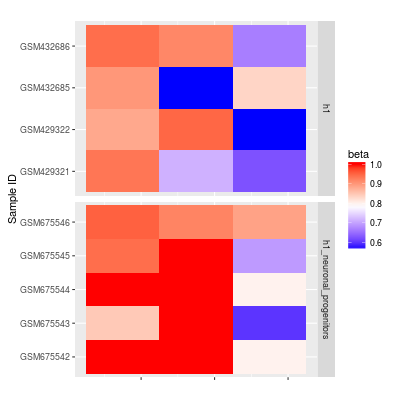 GSM432686
GSM432685
GSM429322
GSM429321
h1
GSM675546
GSM675545
GSM675544
GSM675543
GSM675542
h1_neuronal_progenitors
Sample ID
beta
1.0
0.9
0.8
0.7
0.6